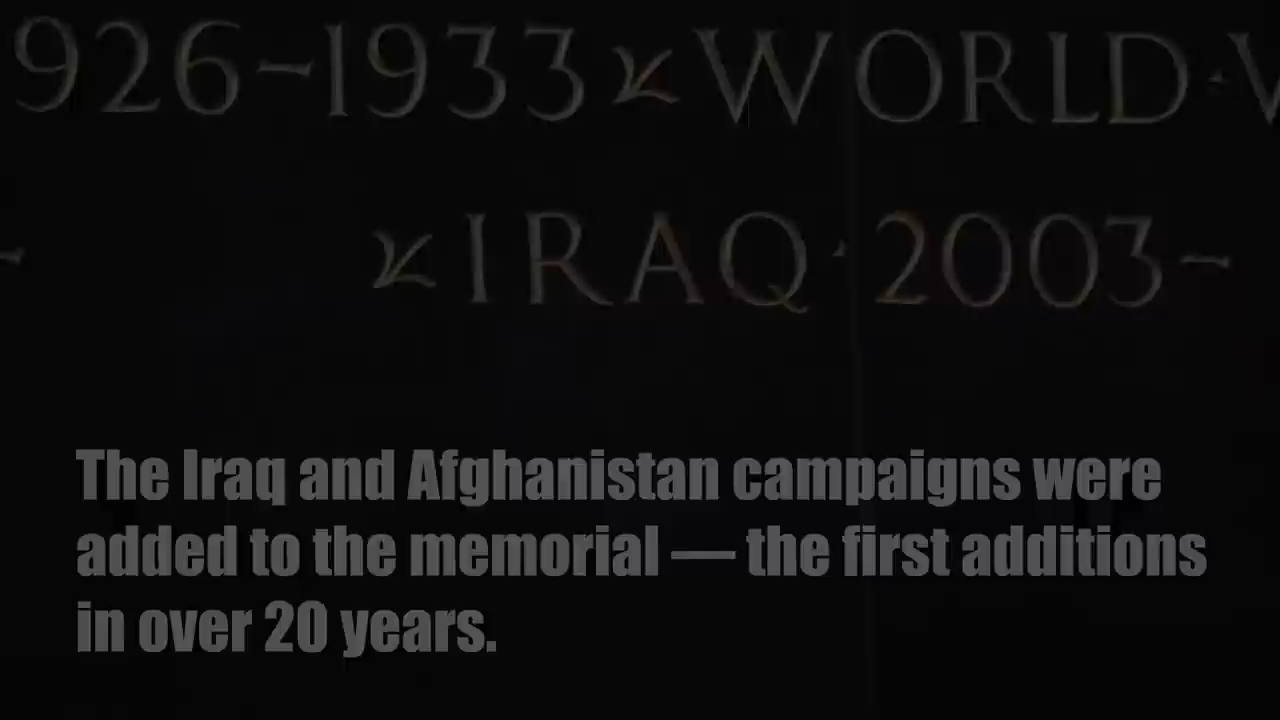 926–1933 WORLD
IRAQ · 2003–
The Iraq and Afghanistan campaigns were
added to the memorial — the first additions
in over 20 years.